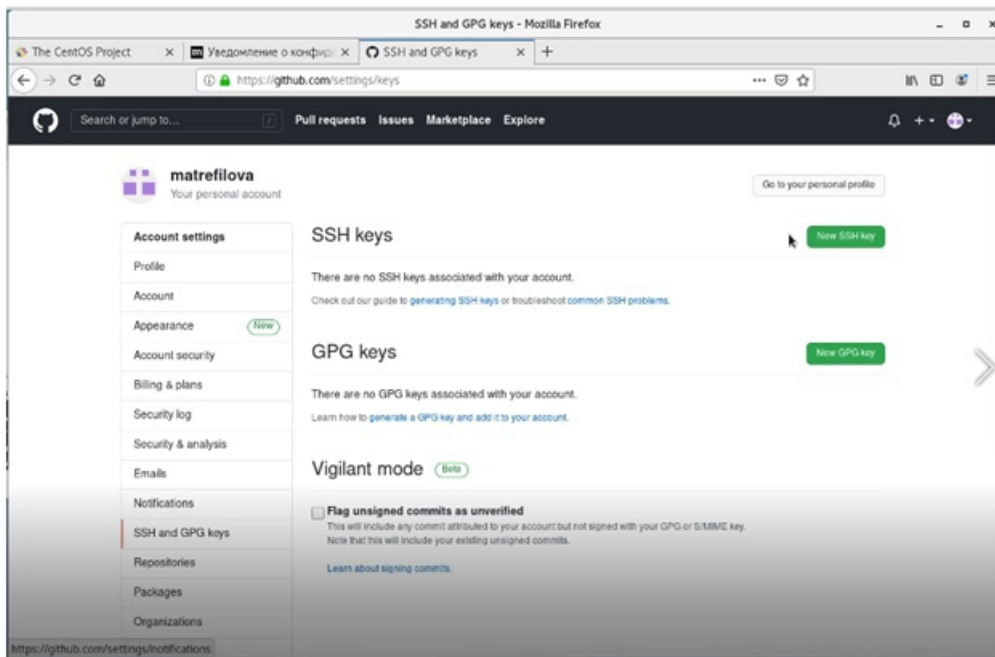 SSH and GPG keys - Mozilla Firefox
The CentOS Project
Уведомление о конфид
SSH and GPG keys
https://github.com/settings/keys
Search or jump to...
/
Pull requests Issues Marketplace Explore
matrefilova
Your personal account
Go to your personal profile
Account settings
Profile
Account
Appearance New
Account security
Billing & plans
Security log
Security & analysis
Emails
Notifications
SSH and GPG keys
Repositories
Packages
Organizations
SSH keys
New SSH key
There are no SSH keys associated with your account.
Check out our guide to generating SSH keys or troubleshoot common SSH problems.
GPG keys
New GPG key
There are no GPG keys associated with your account.
Learn how to generate a GPG key and add it to your account.
Vigilant mode Beta
Flag unsigned commits as unverified
This will include any commit attributed to your account but not signed with your GPG or S/MIME key.
Note that this will include your existing unsigned commits.
Learn about signing commits.
https://github.com/settings/notifications